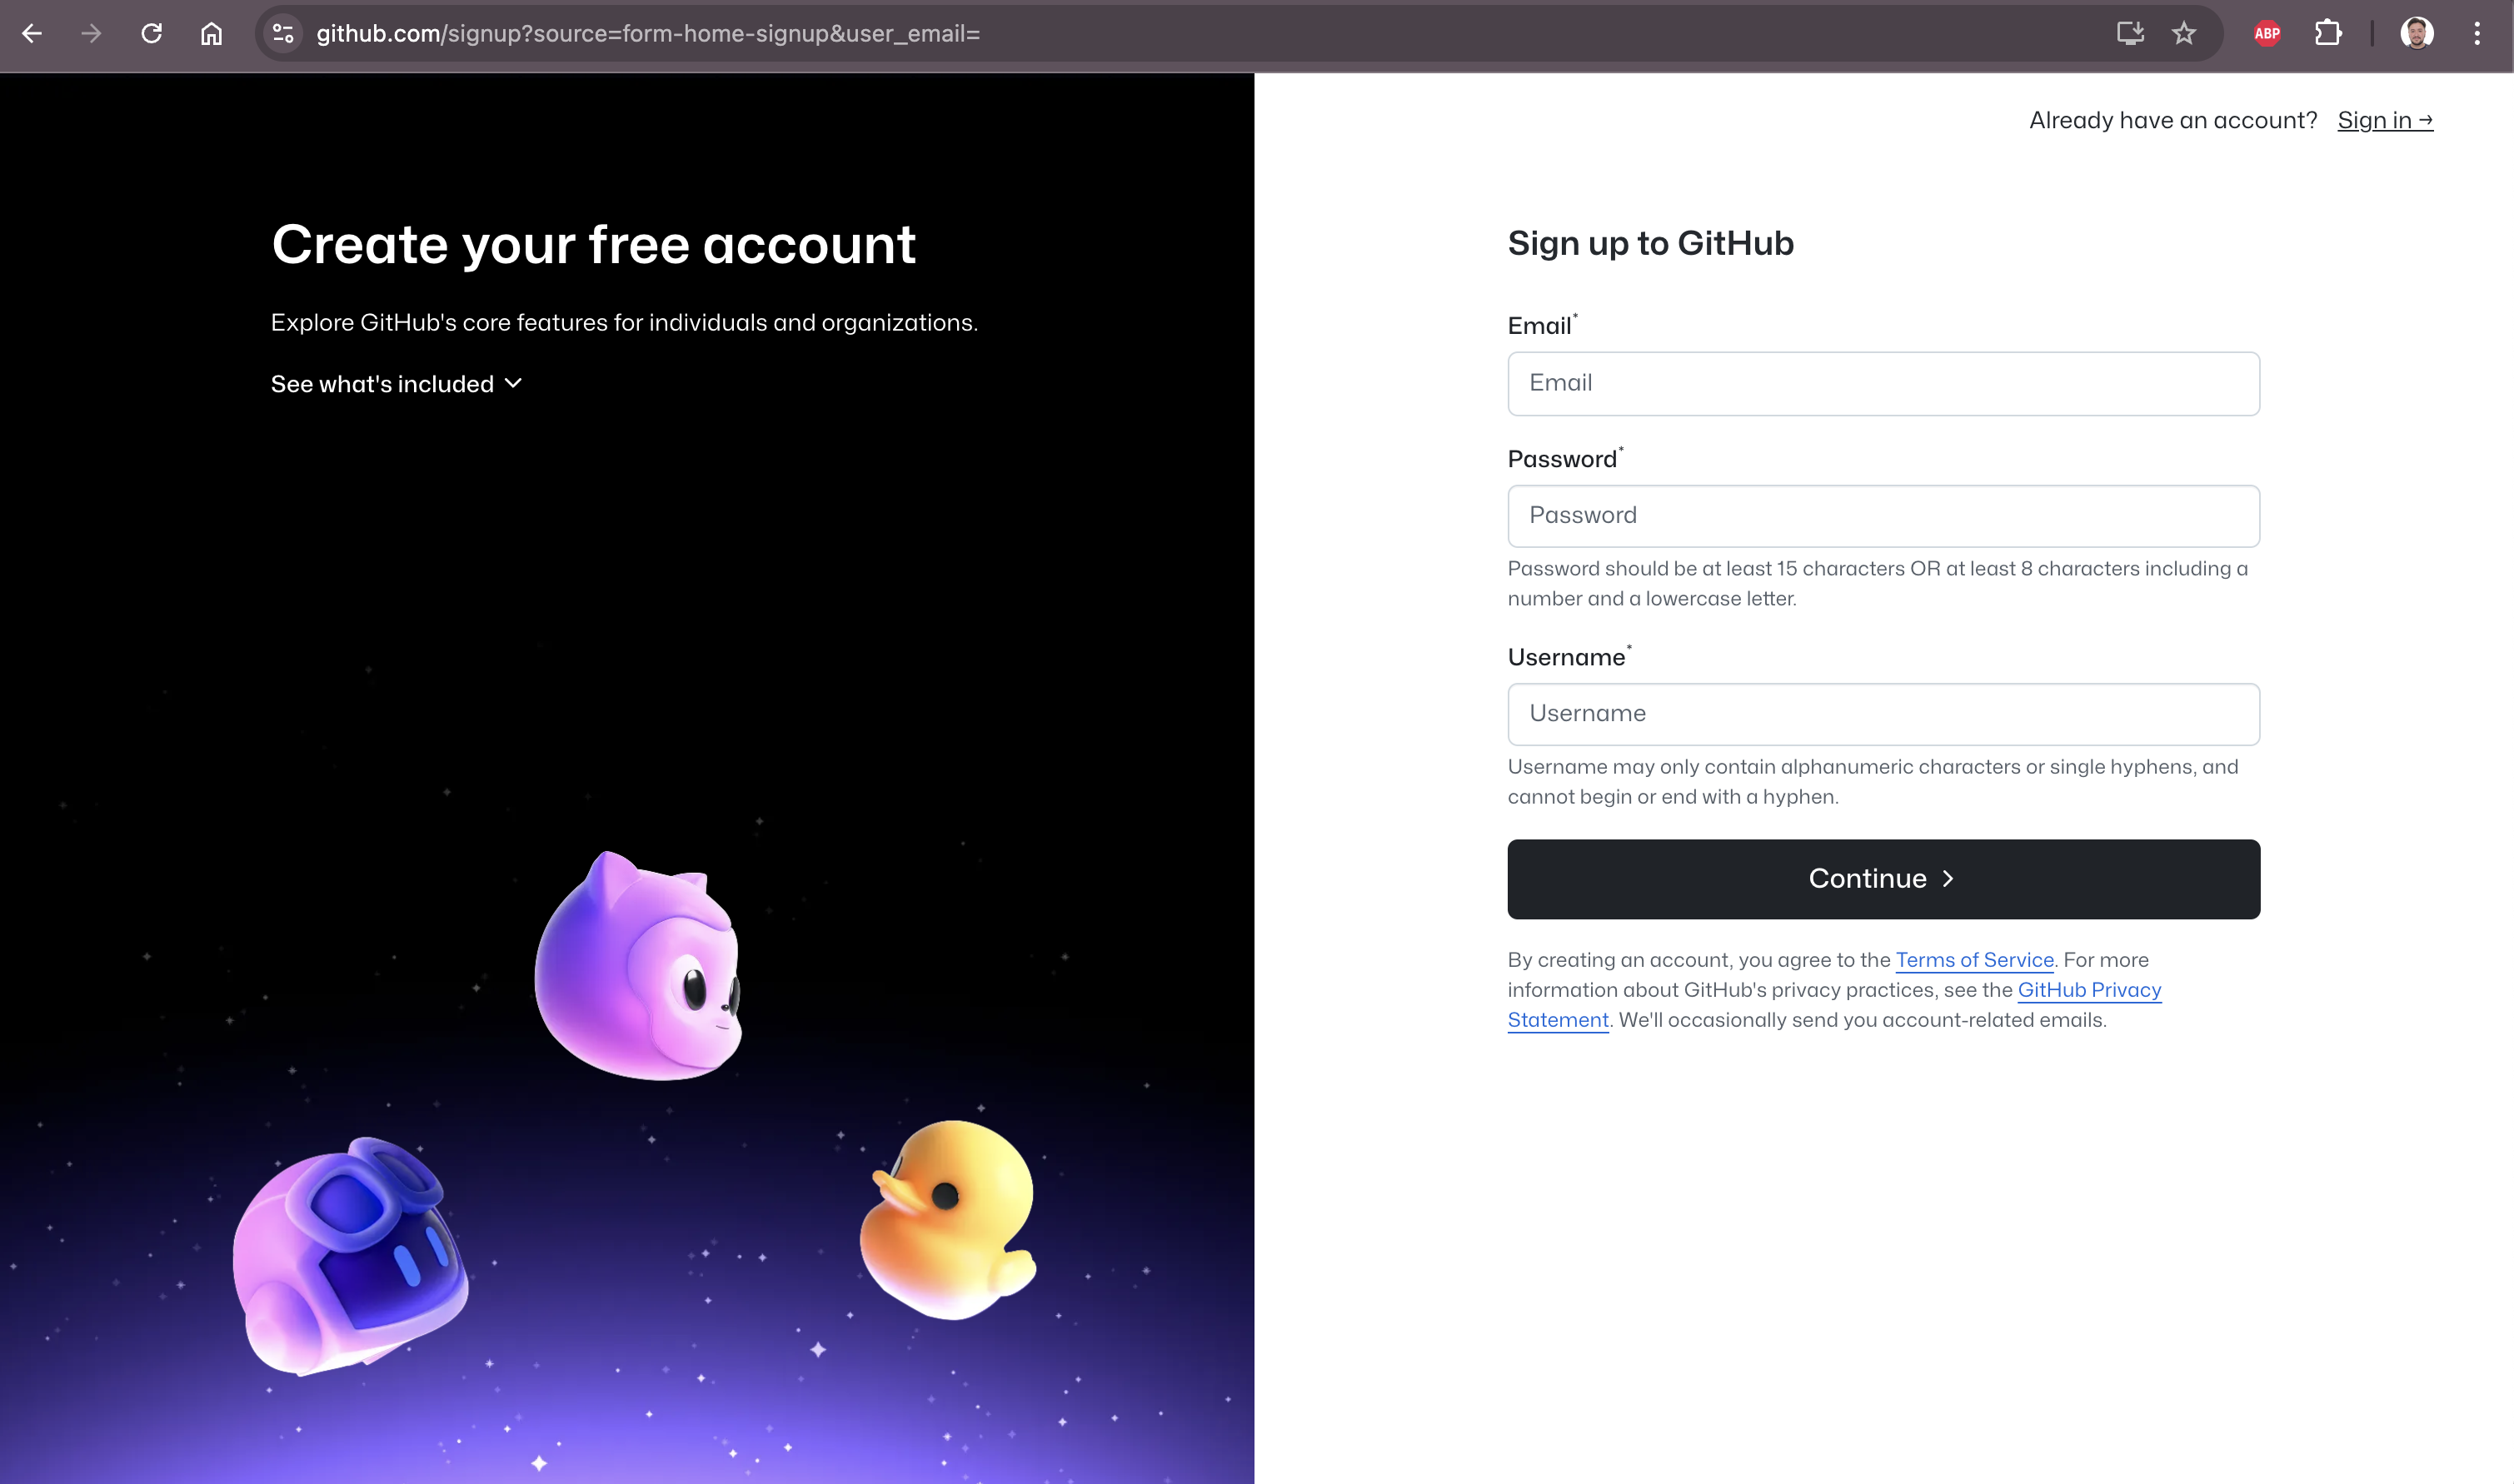 github.com/signup?source=form-home-signup&user_email=
ABP
Already have an account? Sign in →
Create your free account
Explore GitHub's core features for individuals and organizations.
See what's included
Sign up to GitHub
Email*
Email
Password*
Password
Password should be at least 15 characters OR at least 8 characters including a
number and a lowercase letter.
Username*
Username
Username may only contain alphanumeric characters or single hyphens, and
cannot begin or end with a hyphen.
Continue
By creating an account, you agree to the Terms of Service. For more
information about GitHub's privacy practices, see the GitHub Privacy
Statement. We'll occasionally send you account-related emails.